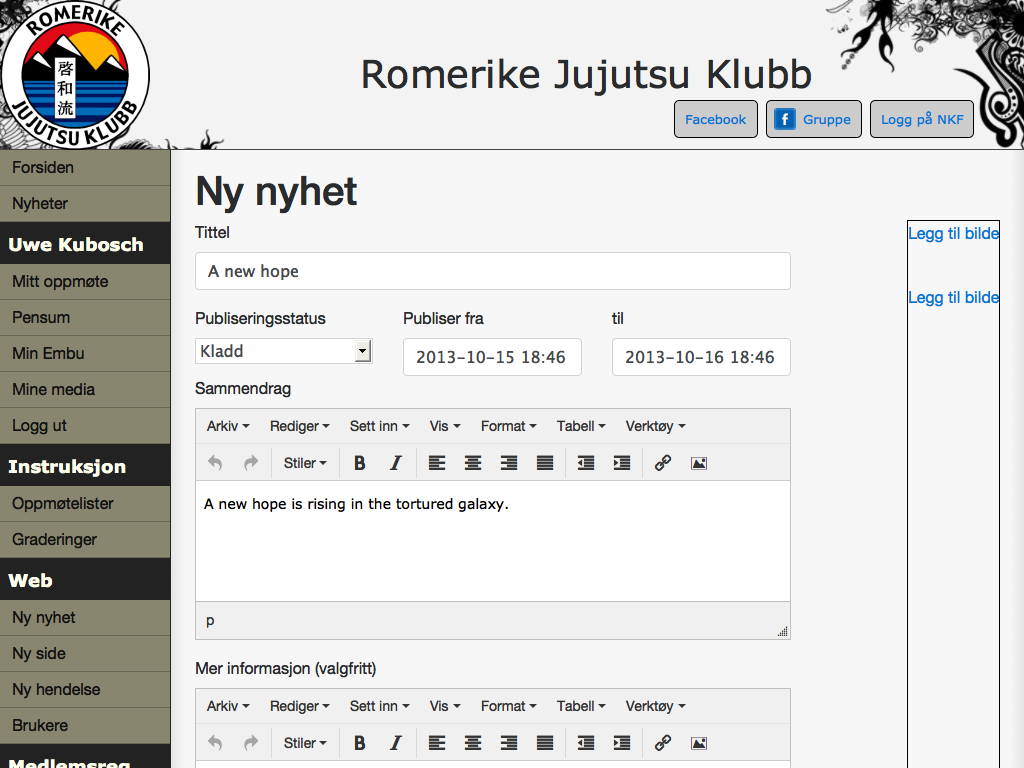 ROMERIKE
啓和流
JUJUTSU KLUBB
Romerike Jujutsu Klubb
Facebook
Gruppe
Logg på NKF
Forsiden
Nyheter
Uwe Kubosch
Mitt oppmøte
Pensum
Min Embu
Mine media
Logg ut
Instruksjon
Oppmøtelister
Graderinger
Web
Ny nyhet
Ny side
Ny hendelse
Brukere
Medlemsreg
Ny nyhet
Tittel
A new hope
Publiseringsstatus Publiser fra til
Kladd 2013-10-15 18:46 2013-10-16 18:46
Sammendrag
Arkiv Rediger Sett inn Vis Format Tabell Verktøy
Stiler B I
A new hope is rising in the tortured galaxy.
p
Mer informasjon (valgfritt)
Arkiv Rediger Sett inn Vis Format Tabell Verktøy
Stiler B I
Legg til bilde
Legg til bilde